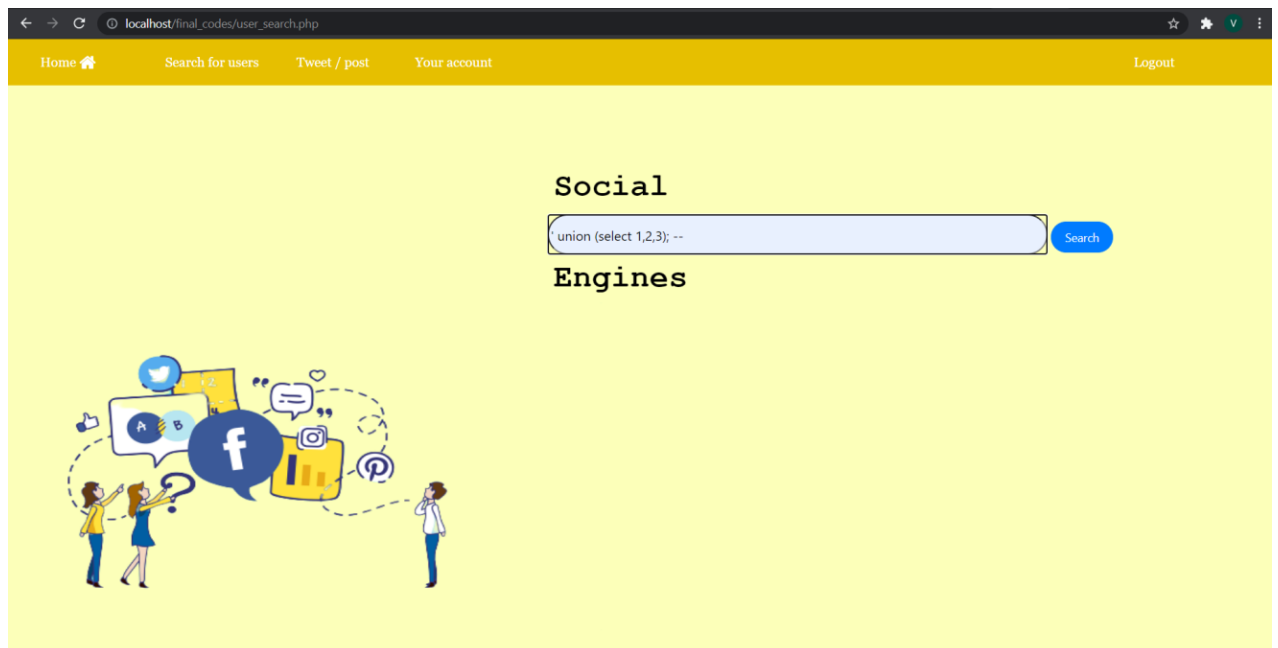 localhost/final_codes/user_search.php
V
Home Search for users Tweet / post Your account Logout
Social
' union (select 1,2,3); --
Search
Engines
A B
f